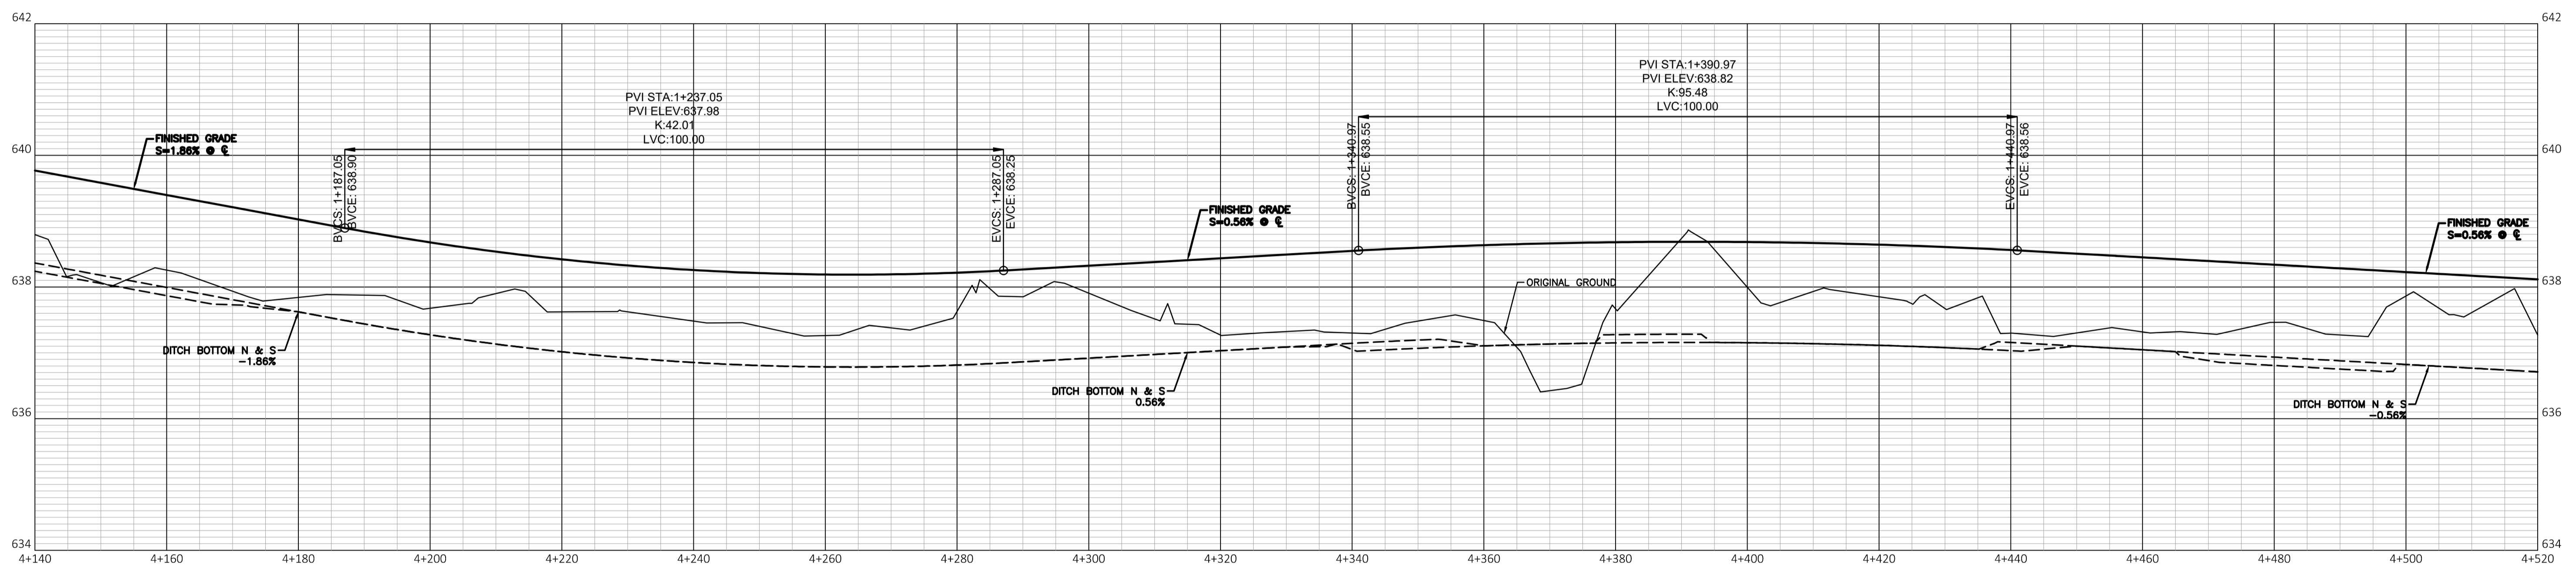 642
642
PVI STA:1+390.97
PVI ELEV:638.82
K:95.48
LVC:100.00
PVI STA:1+237.05
PVI ELEV:637.98
K:42.01
LVC:100.00
FINISHED GRADE
S=1.86% @ ℄
640
640
BVCS: 1+187.05
BVCE: 638.90
EVCS: 1+287.05
EVCE: 638.25
BVCS: 1+340.97
BVCE: 638.55
EVCS: 1+440.97
EVCE: 638.56
FINISHED GRADE
S=0.56% @ ℄
FINISHED GRADE
S=0.56% @ ℄
638
638
ORIGINAL GROUND
DITCH BOTTOM N & S
-1.86%
DITCH BOTTOM N & S
0.56%
DITCH BOTTOM N & S
-0.56%
636
636
634
634
4+140 4+160 4+180 4+200 4+220 4+240 4+260 4+280 4+300 4+320 4+340 4+360 4+380 4+400 4+420 4+440 4+460 4+480 4+500 4+520